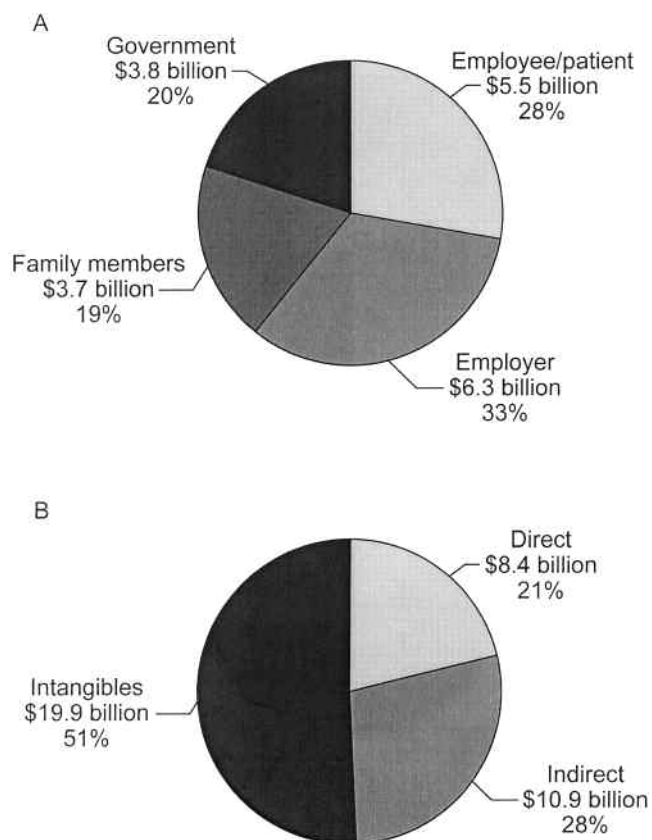 A
Government
$3.8 billion
20%
Employee/patient
$5.5 billion
28%
Family members
$3.7 billion
19%
Employer
$6.3 billion
33%
B
Direct
$8.4 billion
21%
Intangibles
$19.9 billion
51%
Indirect
$10.9 billion
28%